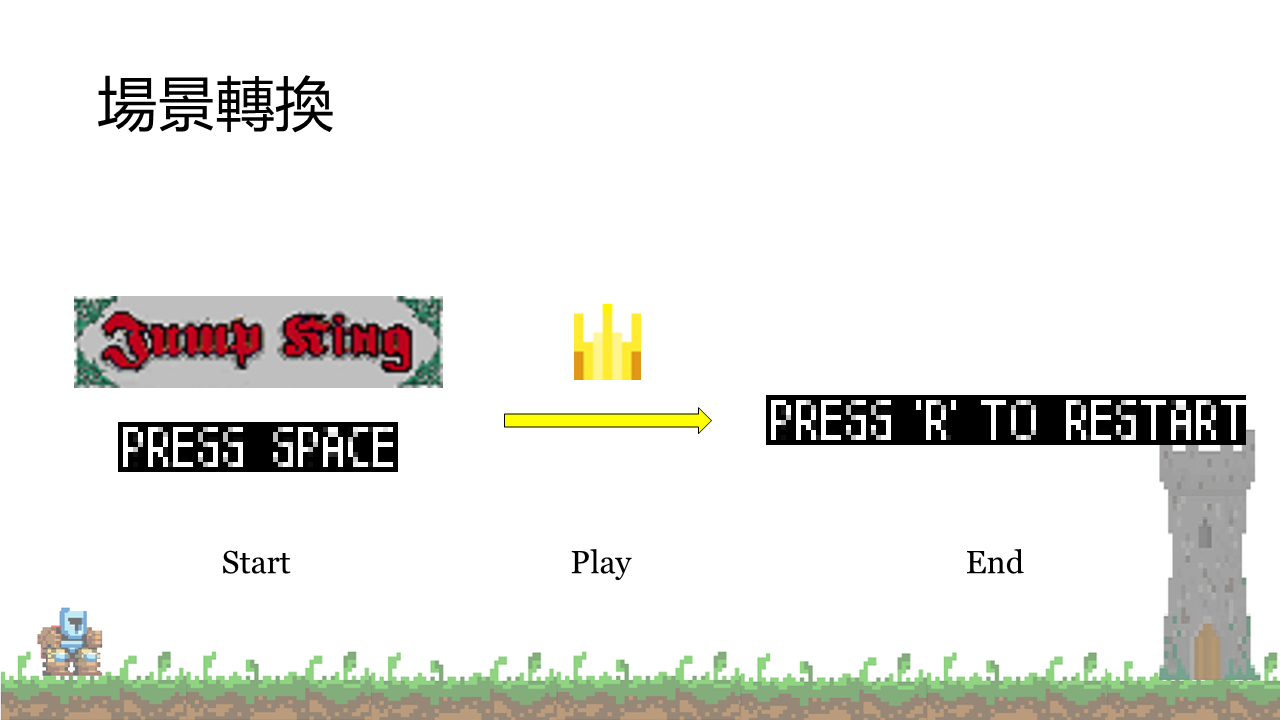 場景轉換
Jump King
PRESS SPACE
PRESS 'R' TO RESTART
Start
Play
End